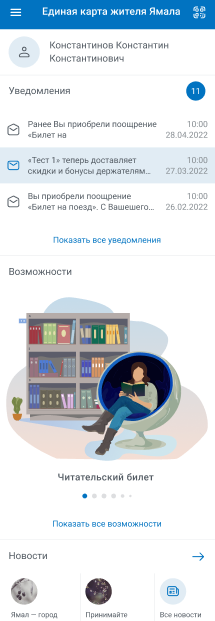 Единая карта жителя Ямала
Константинов Константин
Константинович
Уведомления
11
Ранее Вы приобрели поощрение
«Билет на
10:00
28.04.2022
«Тест 1» теперь доставляет
скидки и бонусы держателям...
10:00
27.03.2022
Вы приобрели поощрение
«Билет на поезд». С Вашешего...
10:00
26.02.2022
Показать все уведомления
Возможности
Читательский билет
Показать все возможности
Новости
Ямал — город
Принимайте
Все новости